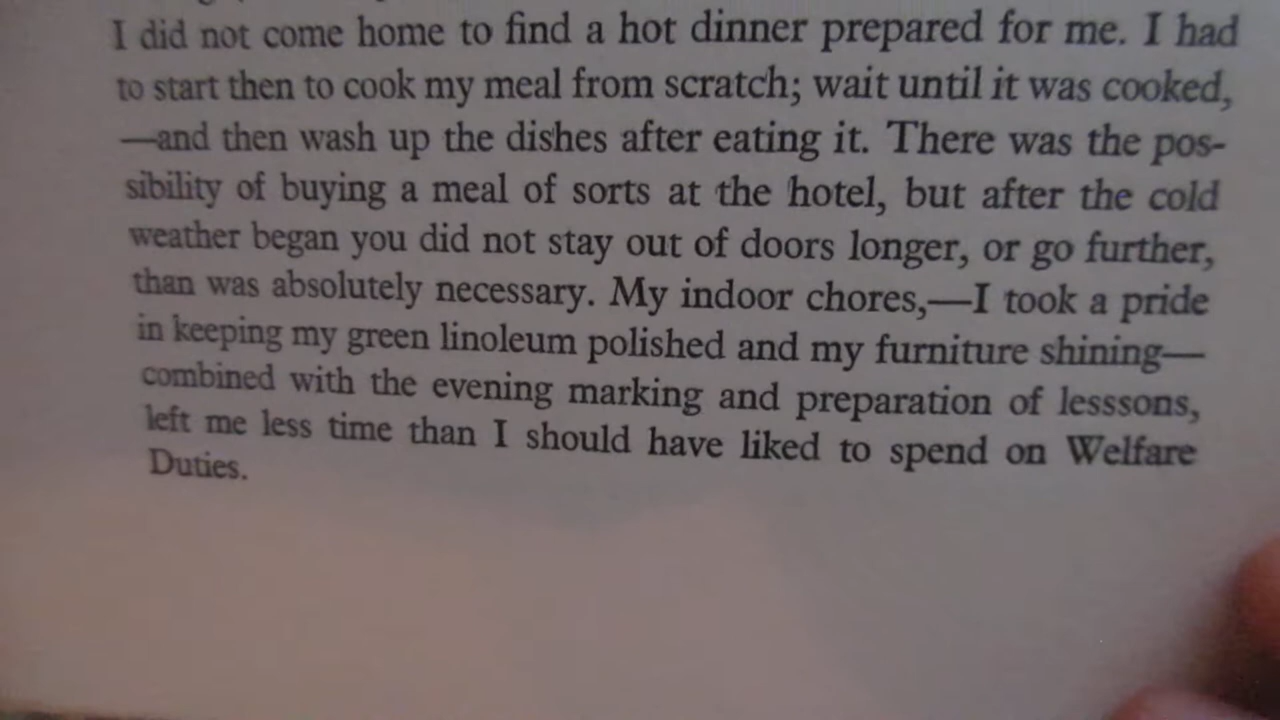 I did not come home to find a hot dinner prepared for me. I had
to start then to cook my meal from scratch; wait until it was cooked,
—and then wash up the dishes after eating it. There was the pos-
sibility of buying a meal of sorts at the hotel, but after the cold
weather began you did not stay out of doors longer, or go further,
than was absolutely necessary. My indoor chores,—I took a pride
in keeping my green linoleum polished and my furniture shining—
combined with the evening marking and preparation of lesssons,
left me less time than I should have liked to spend on Welfare
Duties.